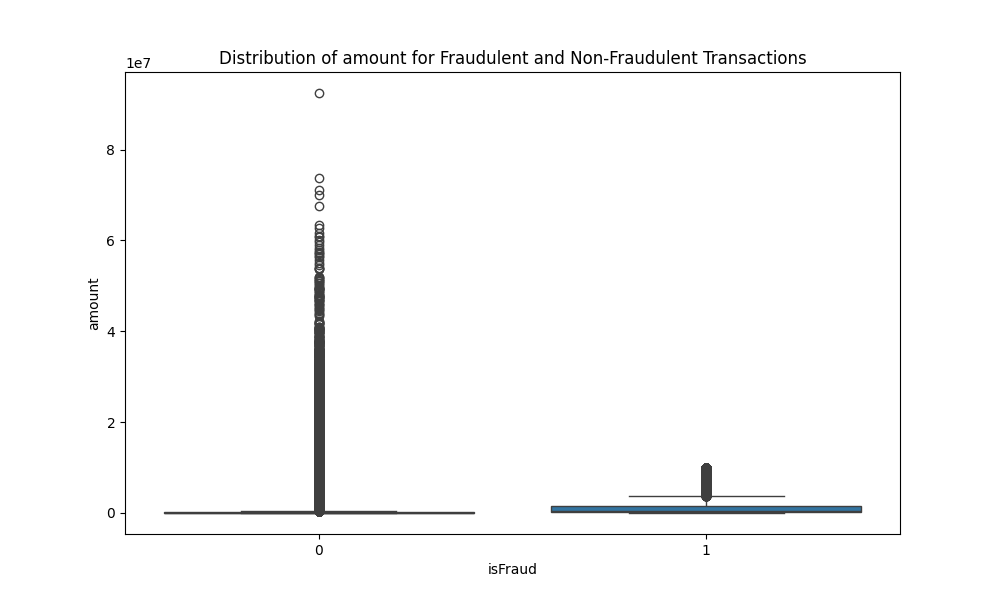 Distribution of amount for Fraudulent and Non-Fraudulent Transactions
1e7
8
6
4
2
0
amount
0 1
isFraud